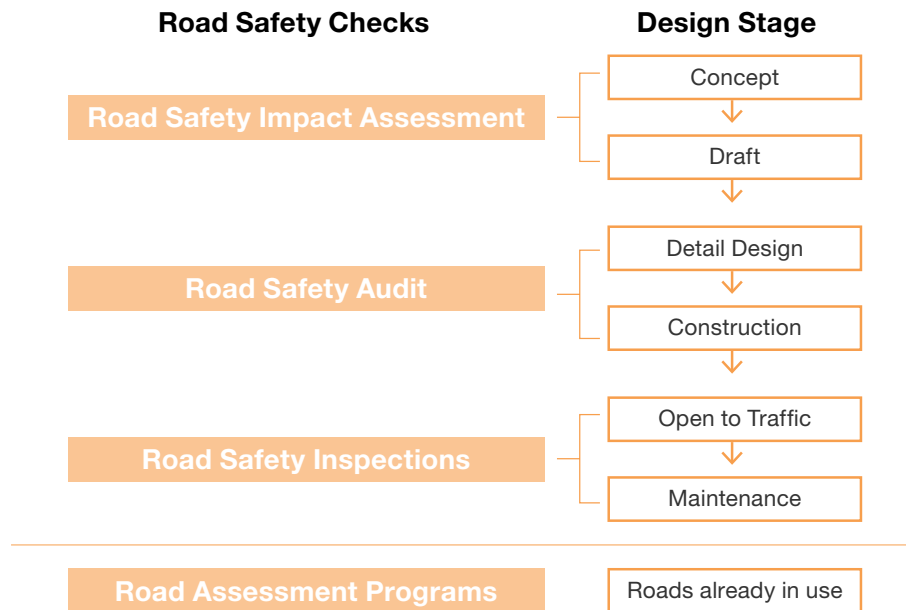 Road Safety Checks
Design Stage
Road Safety Impact Assessment
Concept
Draft
Road Safety Audit
Detail Design
Construction
Road Safety Inspections
Open to Traffic
Maintenance
Road Assessment Programs
Roads already in use